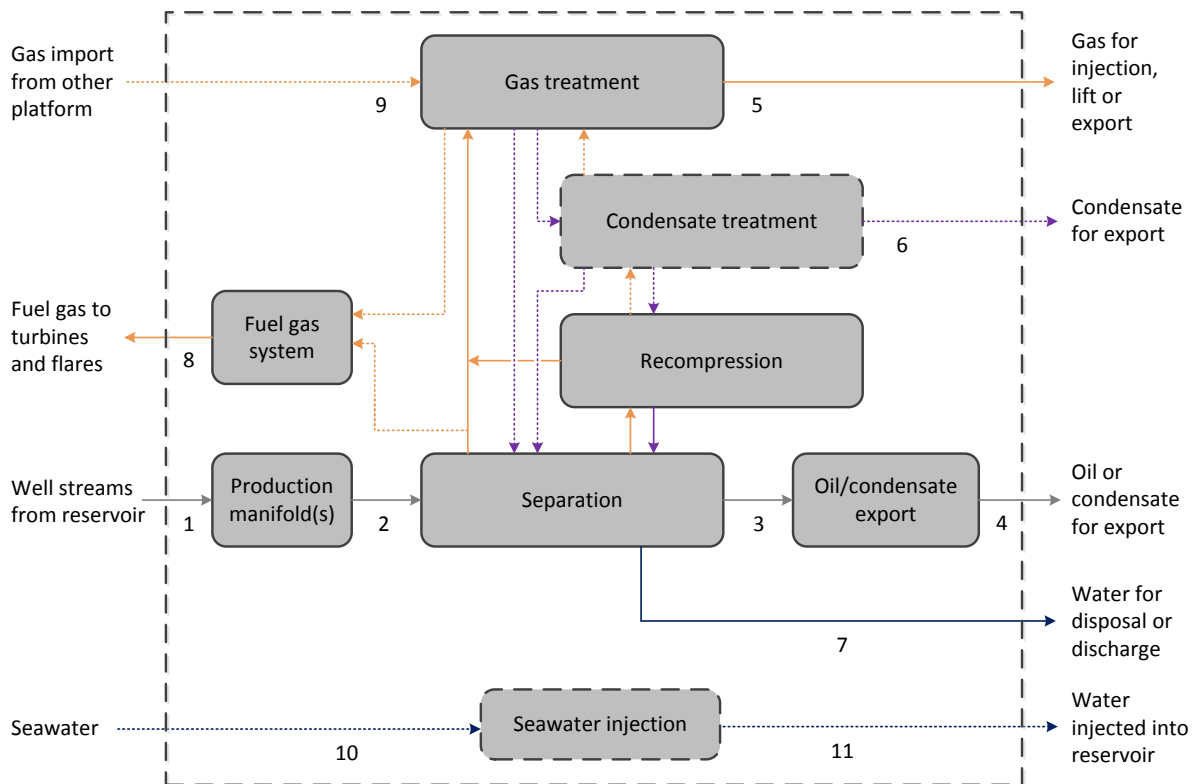 Gas import
from other
platform
9
Gas treatment
5
Gas for
injection,
lift or
export
Condensate treatment
6
Condensate
for export
Fuel gas to
turbines
and flares
8
Fuel gas
system
Recompression
Well streams
from reservoir
1
Production
manifold(s)
2
Separation
3
Oil/condensate
export
4
Oil or
condensate
for export
7
Water for
disposal or
discharge
Seawater
10
Seawater injection
11
Water
injected into
reservoir